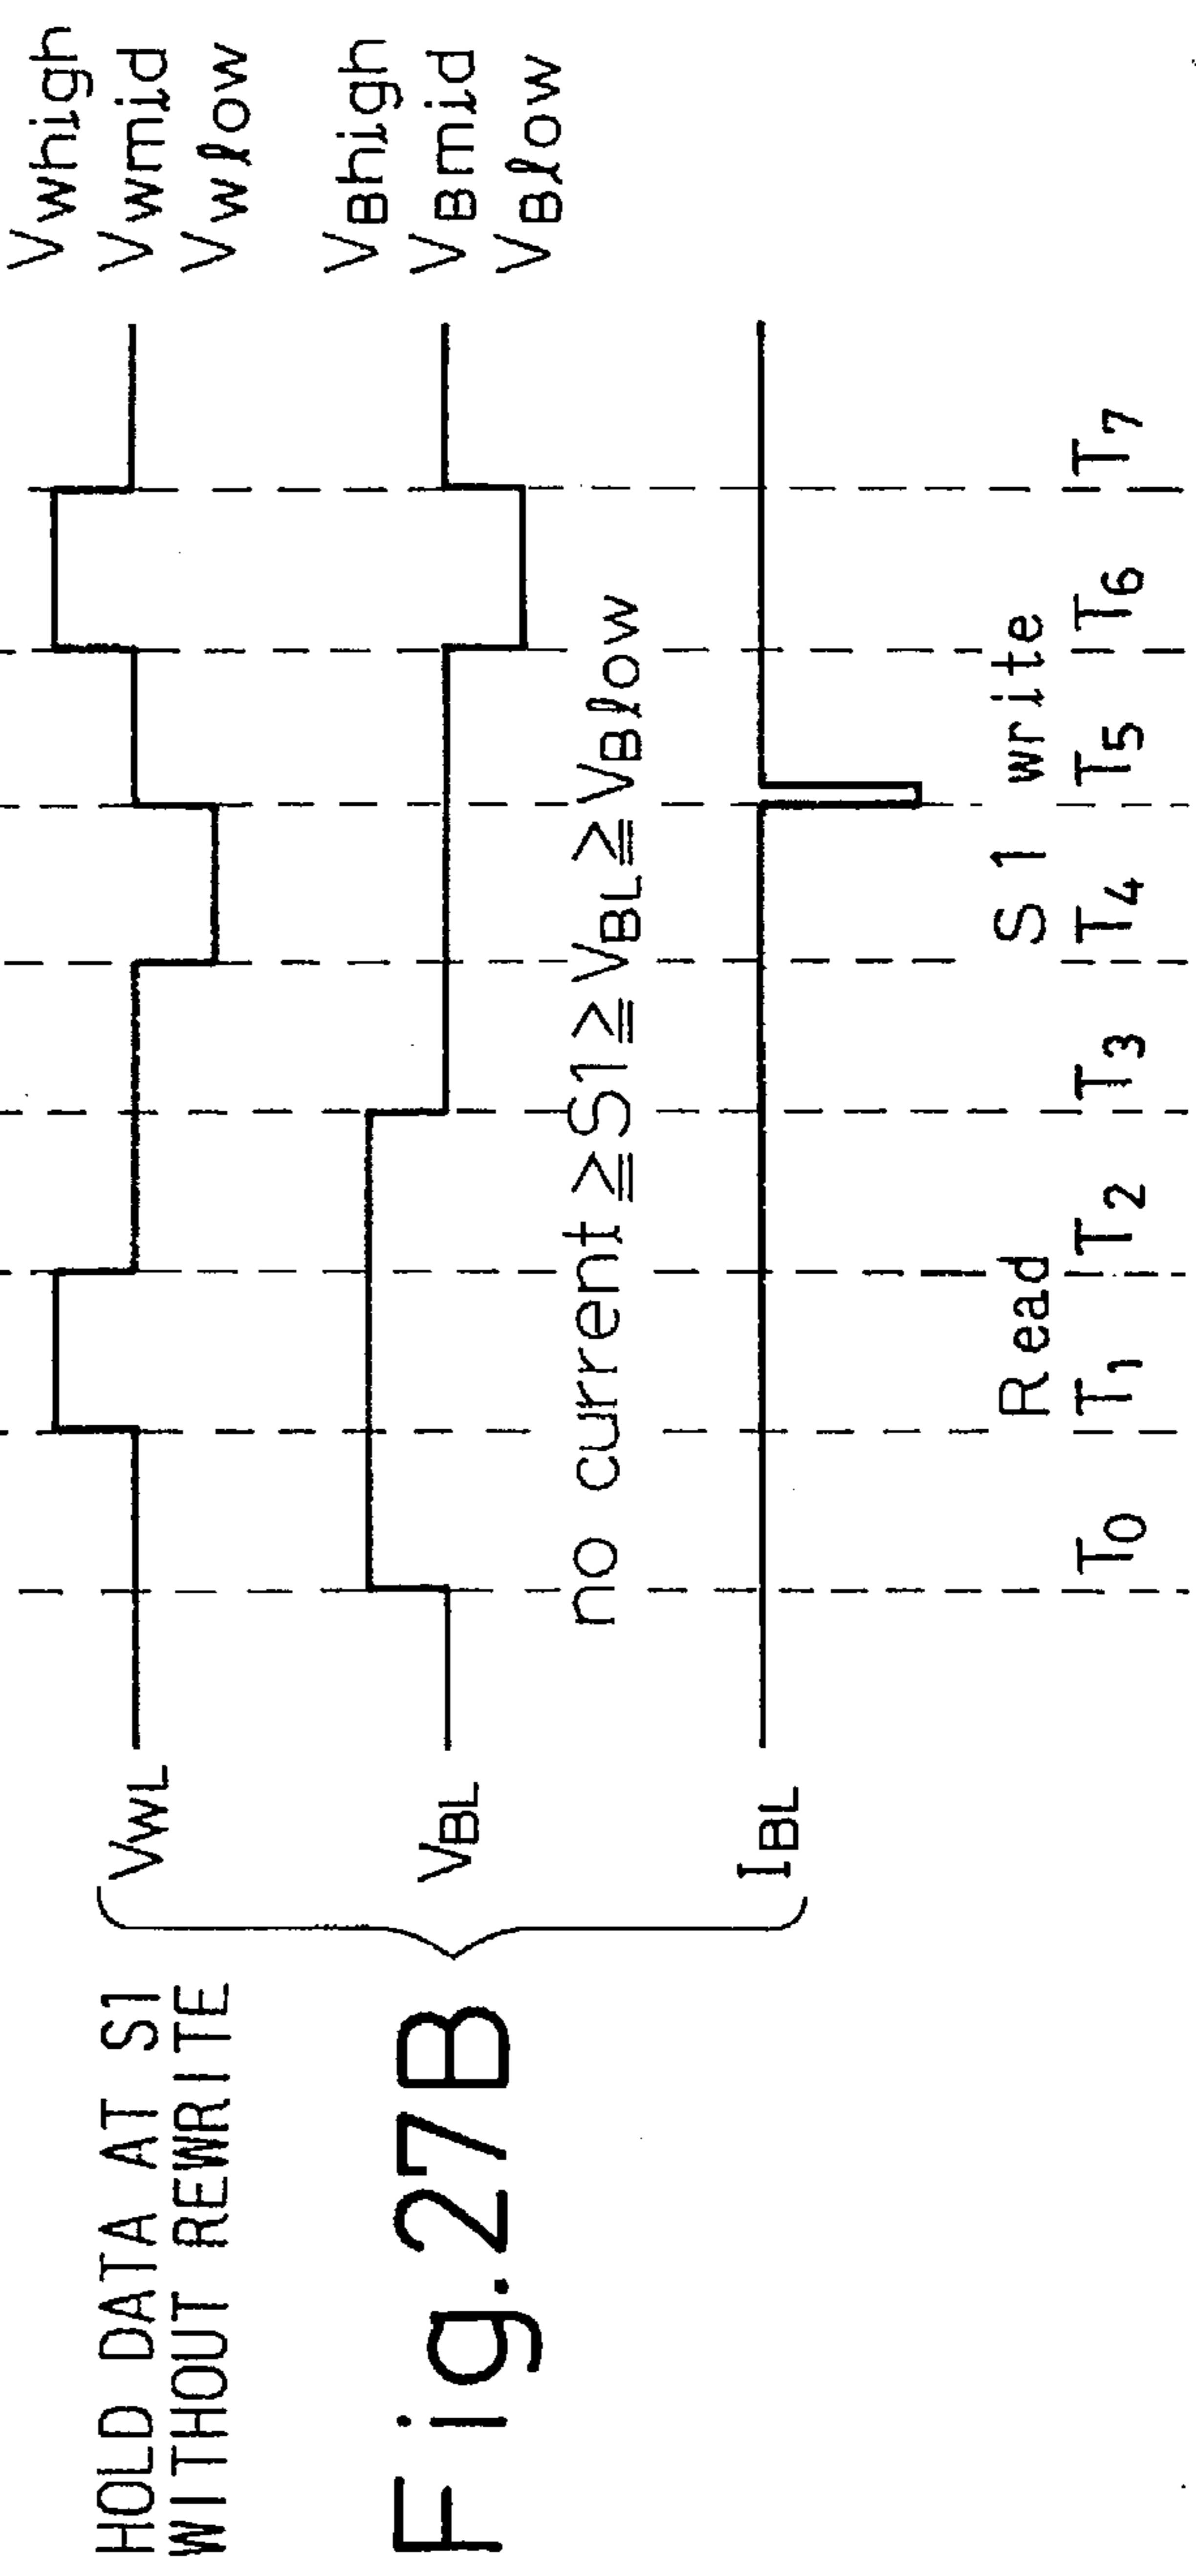 HOLD DATA AT S1
WITHOUT REWRITE
Fig.27B
VWL
VBL
IBL
VWhigh
VWmid
VWlow
VBhigh
VBmid
VBlow
no current≧S1≧VBL≧VBlow
Read
S1 write
T0 T1 T2 T3 T4 T5 T6 T7